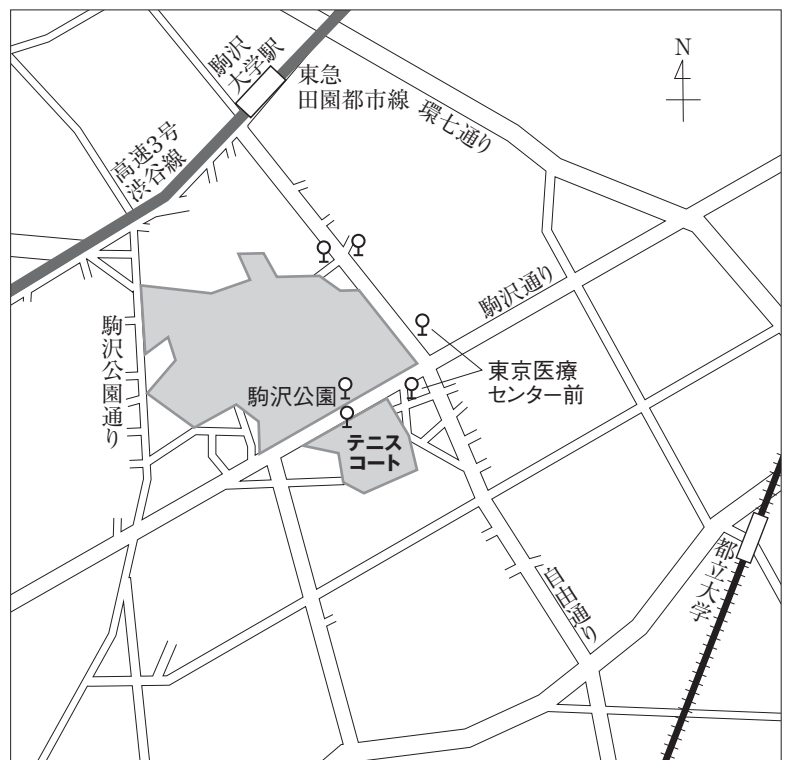 駒沢
大学駅
東急
田園都市線
環七通り
N
高速3号
渋谷線
駒沢通り
駒沢公園通り
東京医療
センター前
駒沢公園
テニス
コート
自由通り
都立大学